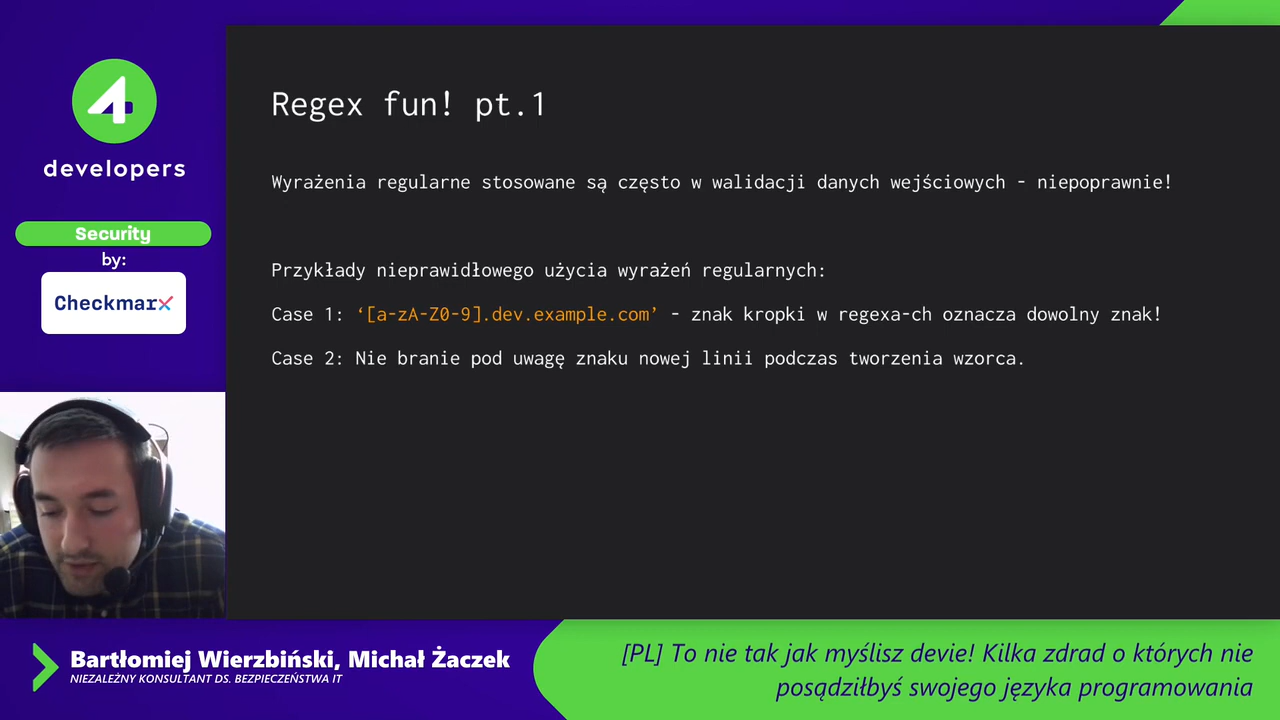 4
developers
Security
by:
Checkmarx
Regex fun! pt.1
Wyrażenia regularne stosowane są często w walidacji danych wejściowych - niepoprawnie!
Przykłady nieprawidłowego użycia wyrażeń regularnych:
Case 1: ‘[a-zA-Z0-9].dev.example.com’ - znak kropki w regexa-ch oznacza dowolny znak!
Case 2: Nie branie pod uwagę znaku nowej linii podczas tworzenia wzorca.
Bartłomiej Wierzbiński, Michał Żaczek
NIEZALEŻNY KONSULTANT DS. BEZPIECZEŃSTWA IT
[PL] To nie tak jak myślisz devie! Kilka zdrad o których nie
posądziłbyś swojego języka programowania